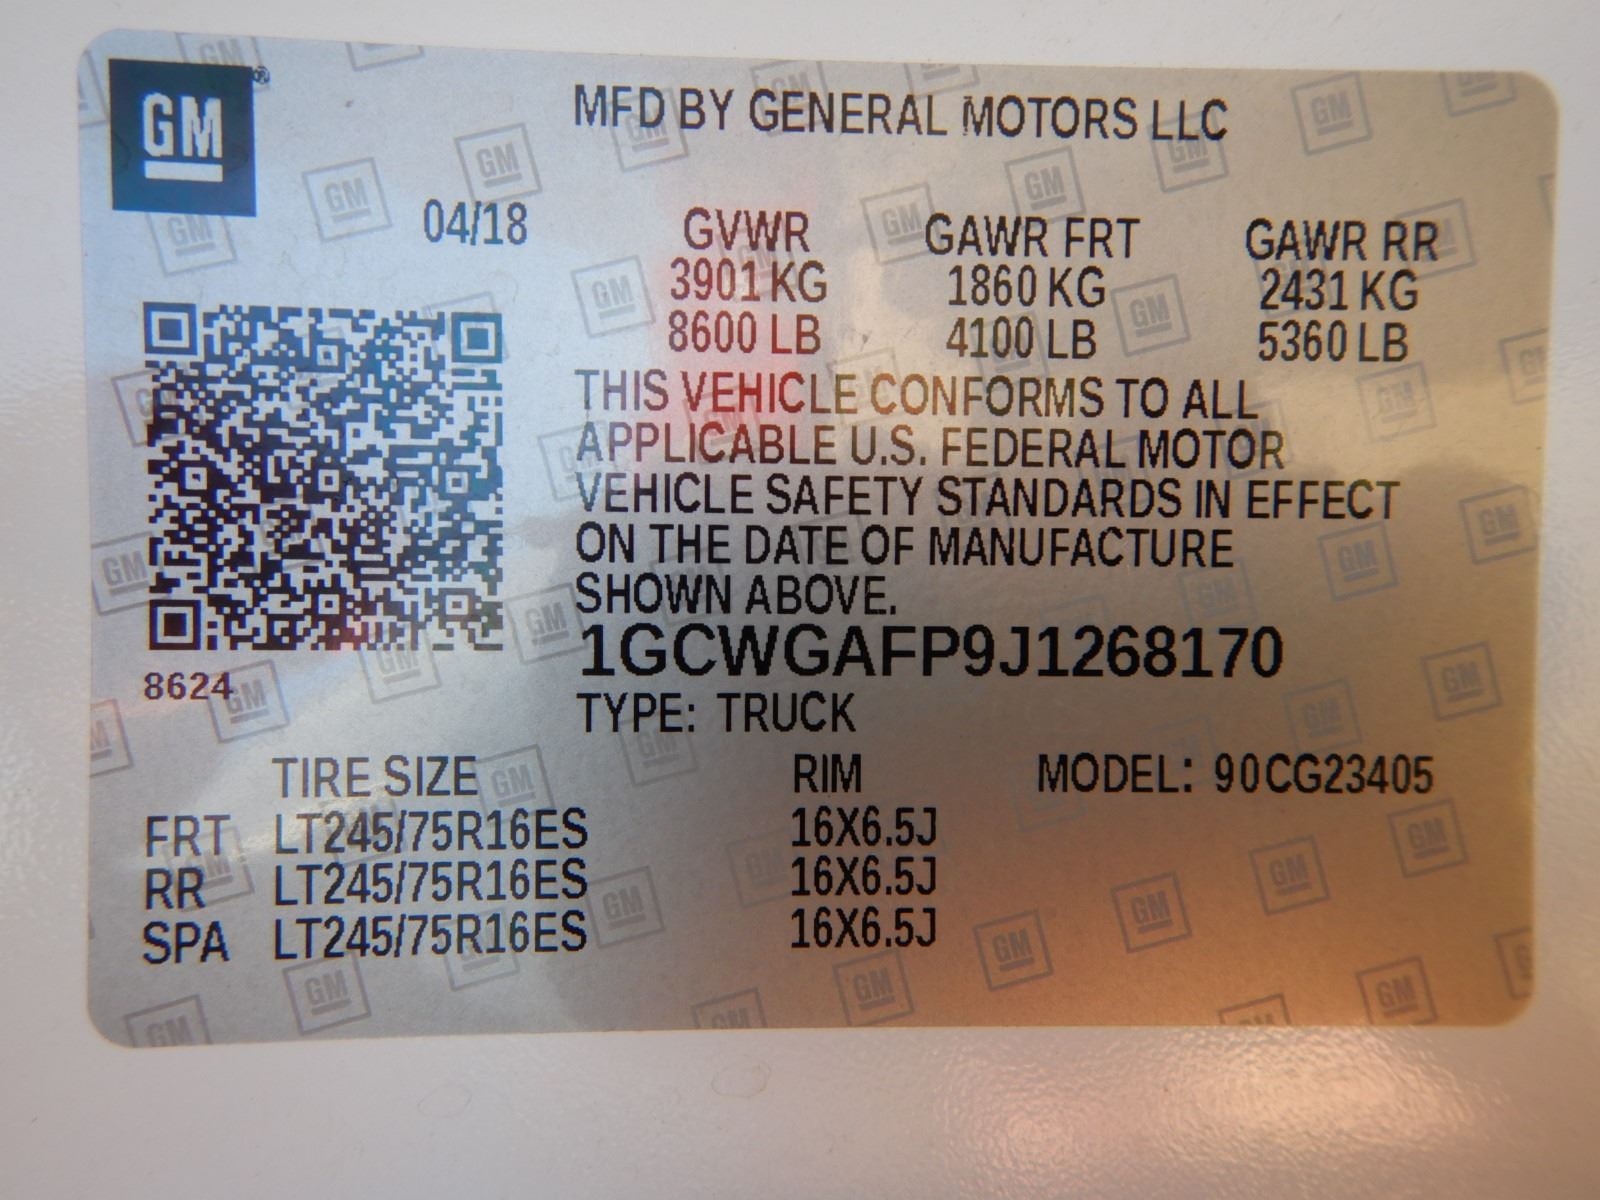 GM®
MFD BY GENERAL MOTORS LLC
04/18
GVWR GAWR FRT GAWR RR
3901 KG 1860 KG 2431 KG
8600 LB 4100 LB 5360 LB
THIS VEHICLE CONFORMS TO ALL
APPLICABLE U.S. FEDERAL MOTOR
VEHICLE SAFETY STANDARDS IN EFFECT
ON THE DATE OF MANUFACTURE
SHOWN ABOVE.
1GCWGAFP9J1268170
8624
TYPE: TRUCK
TIRE SIZE RIM MODEL: 90CG23405
FRT LT245/75R16ES 16X6.5J
RR LT245/75R16ES 16X6.5J
SPA LT245/75R16ES 16X6.5J